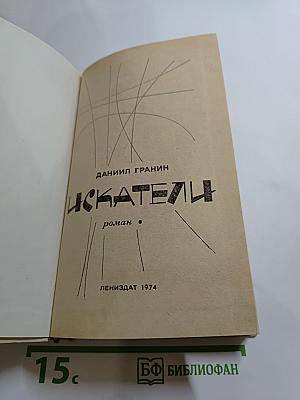 ДАНИИЛ ГРАНИН
ИСКАТЕЛИ
роман •
ЛЕНИЗДАТ 1974
15с
БФ БИБЛИОФАН